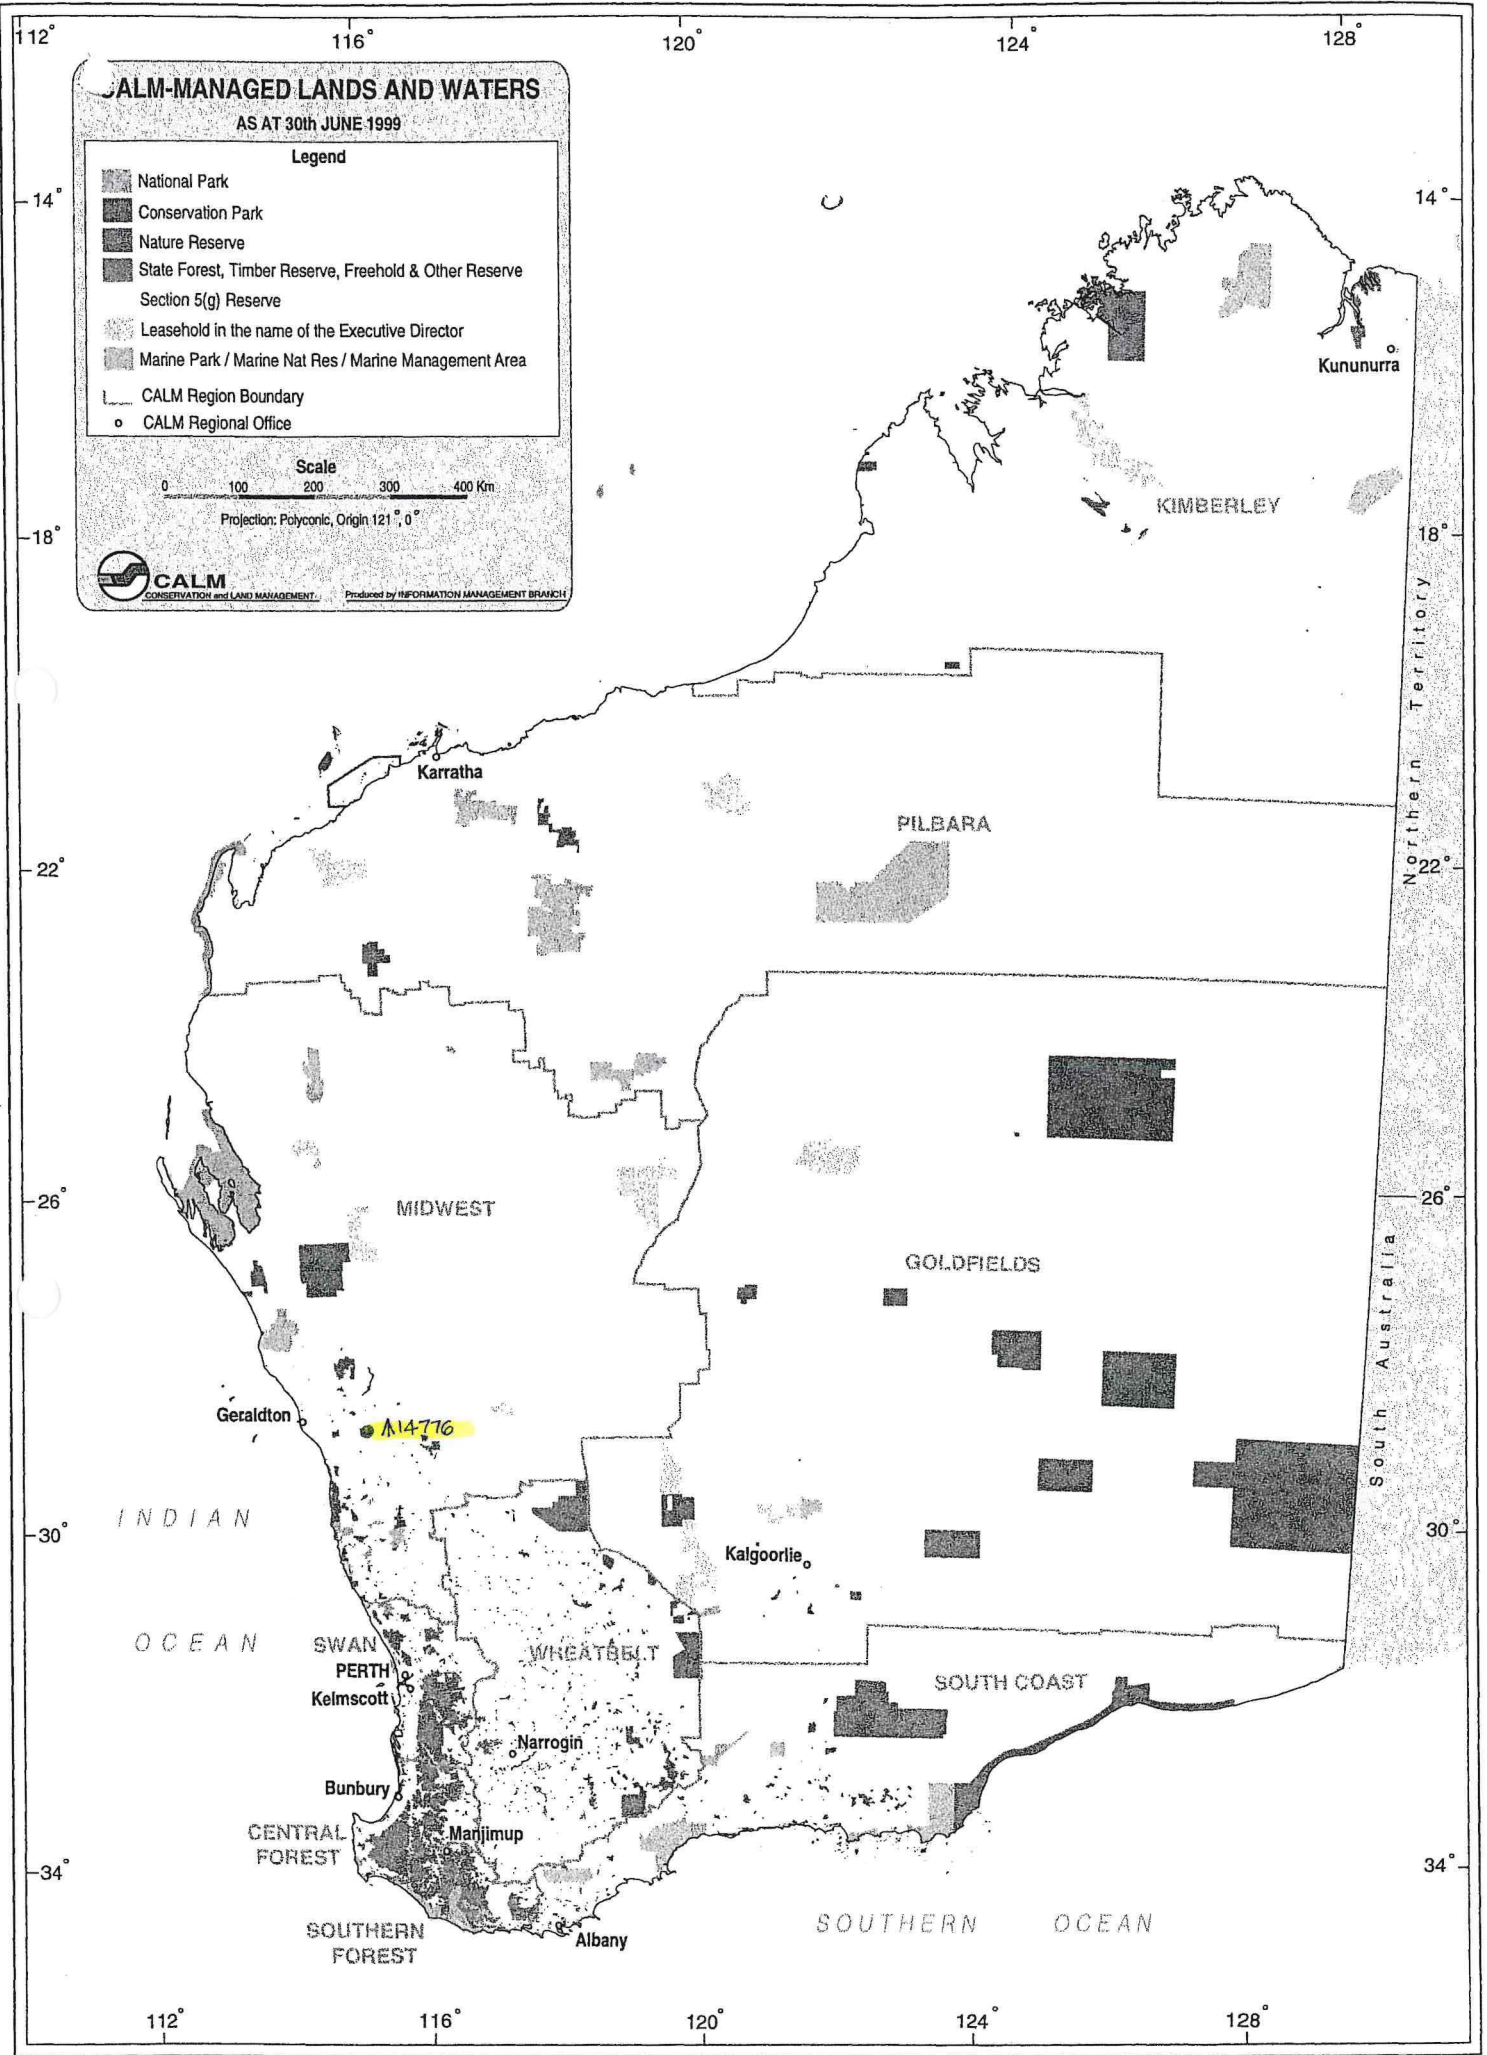 112°
116°
120°
124°
128°
CALM-MANAGED LANDS AND WATERS
AS AT 30th JUNE 1999
Legend
National Park
Conservation Park
Nature Reserve
State Forest, Timber Reserve, Freehold & Other Reserve
Section 5(g) Reserve
Leasehold in the name of the Executive Director
Marine Park / Marine Nat Res / Marine Management Area
CALM Region Boundary
CALM Regional Office
Scale
0 100 200 300 400 Km
Projection: Polyconic, Origin 121°, 0°
CALM
CONSERVATION and LAND MANAGEMENT
Produced by INFORMATION MANAGEMENT BRANCH
14°
14°
Kununurra
KIMBERLEY
18°
18°
Northern Territory
Karratha
PILBARA
22°
22°
26°
MIDWEST
26°
GOLDFIELDS
South Australia
Geraldton
14776
INDIAN
30°
Kalgoorlie
30°
OCEAN
SWAN
WHEATBELT
PERTH
Kelmscott
SOUTH COAST
Narrogin
Bunbury
CENTRAL
FOREST
Manjimup
34°
34°
SOUTHERN OCEAN
SOUTHERN
FOREST
Albany
112°
116°
120°
124°
128°